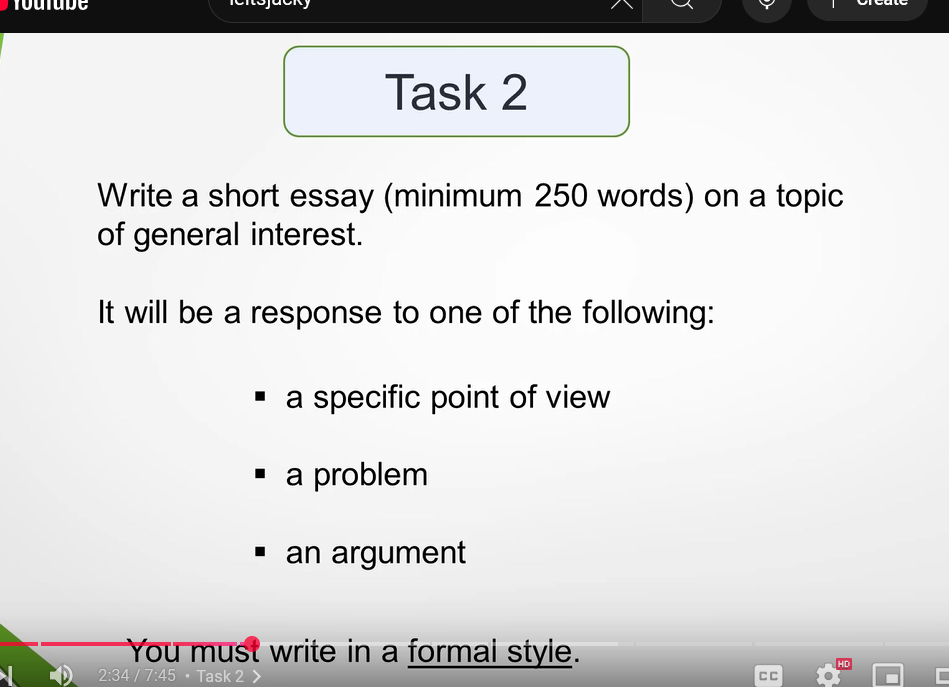 YouTube
ieltsjacky
Create
Task 2
Write a short essay (minimum 250 words) on a topic
of general interest.
It will be a response to one of the following:
▪ a specific point of view
▪ a problem
▪ an argument
You must write in a formal style.
2:34 / 7:45 • Task 2
CC
HD